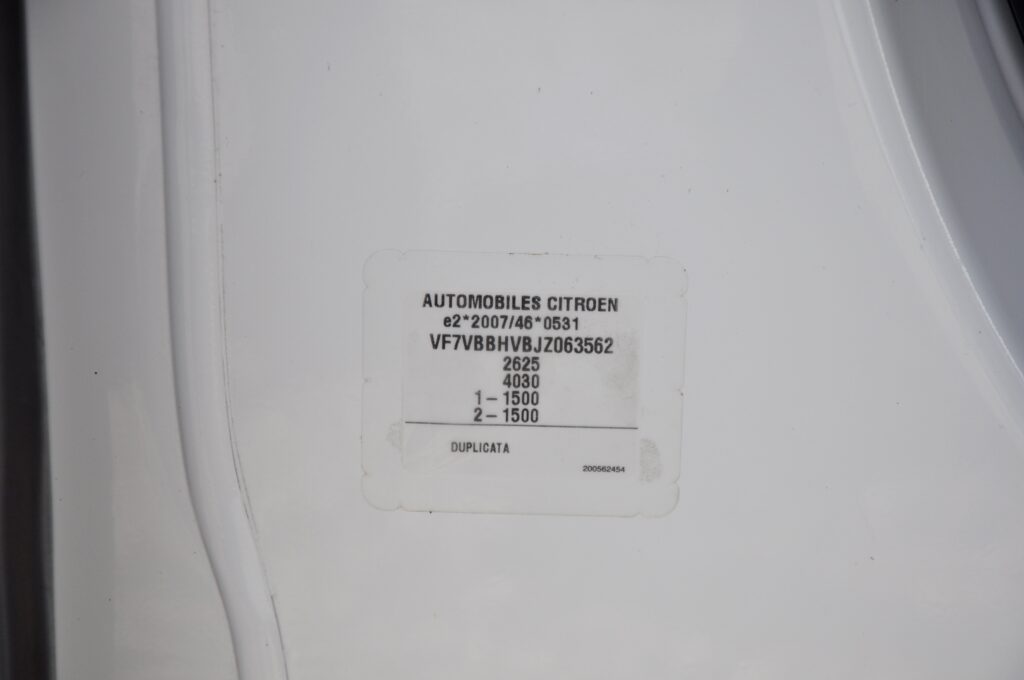 AUTOMOBILES CITROEN
e2*2007/46*0531
VF7VBBHVBJZ063562
2625
4030
1 – 1500
2 – 1500
DUPLICATA
200562454